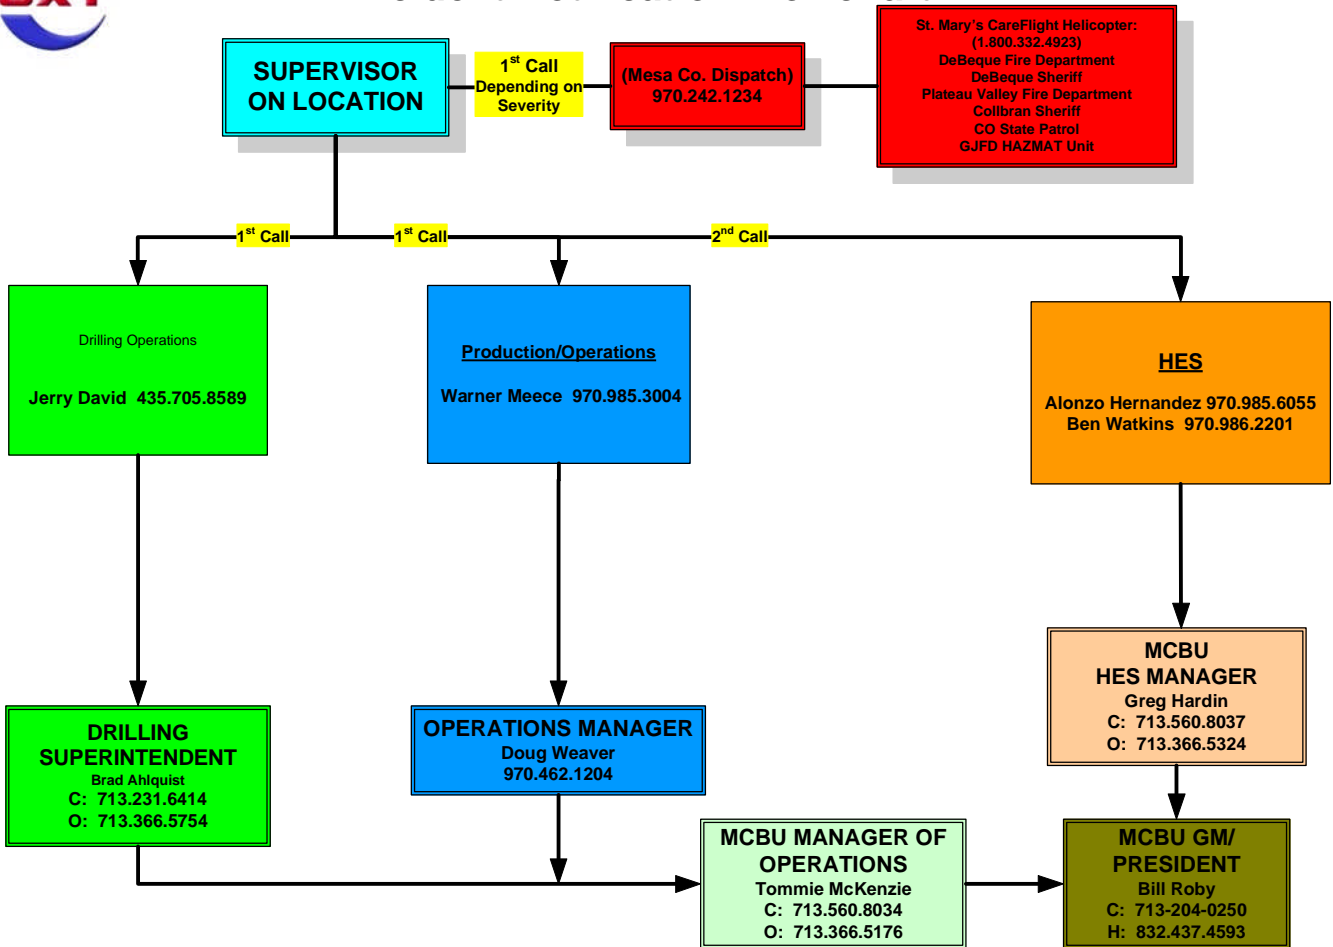 SUPERVISOR
ON LOCATION
1st Call
Depending on
Severity
(Mesa Co. Dispatch)
970.242.1234
St. Mary's CareFlight Helicopter:
(1.800.332.4923)
DeBeque Fire Department
DeBeque Sheriff
Plateau Valley Fire Department
Collbran Sheriff
CO State Patrol
GJFD HAZMAT Unit
1st Call
1st Call
2nd Call
Drilling Operations
Jerry David 435.705.8589
Production/Operations
Warner Meece 970.985.3004
HES
Alonzo Hernandez 970.985.6055
Ben Watkins 970.986.2201
DRILLING
SUPERINTENDENT
Brad Ahlquist
C: 713.231.6414
O: 713.366.5754
OPERATIONS MANAGER
Doug Weaver
970.462.1204
MCBU
HES MANAGER
Greg Hardin
C: 713.560.8037
O: 713.366.5324
MCBU MANAGER OF
OPERATIONS
Tommie McKenzie
C: 713.560.8034
O: 713.366.5176
MCBU GM/
PRESIDENT
Bill Roby
C: 713-204-0250
H: 832.437.4593